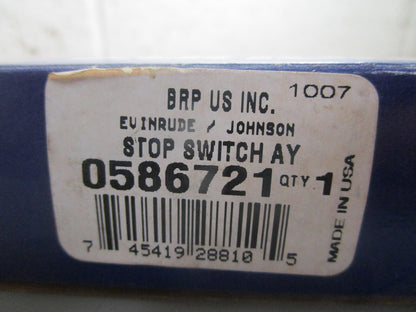 BRP US INC. 1007
EVINRUDE / JOHNSON
STOP SWITCH AY
0586721 QTY 1
MADE IN USA
7 45419 28810 5